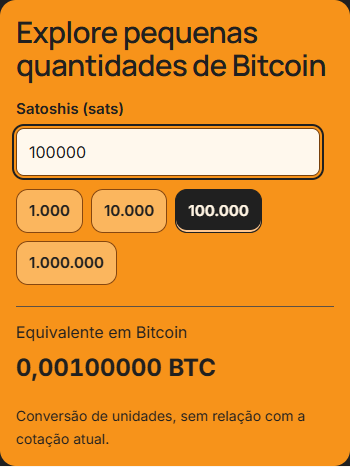 Explore pequenas
quantidades de Bitcoin
Satoshis (sats)
100000
1.000 10.000 100.000
1.000.000
Equivalente em Bitcoin
0,00100000 BTC
Conversão de unidades, sem relação com a
cotação atual.